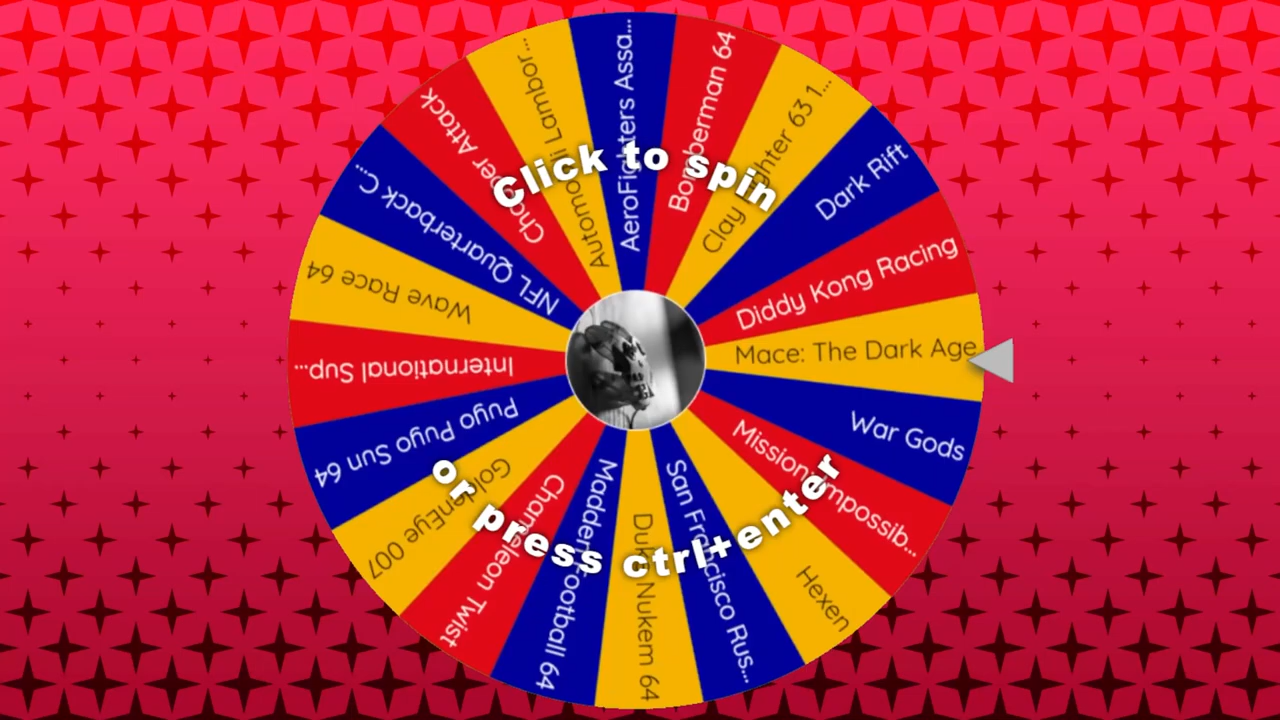 Click to spin
or press ctrl+enter
AeroFighters Assa...
Bomberman 64
Clay Fighter 63 1...
Dark Rift
Diddy Kong Racing
Mace: The Dark Age
War Gods
Mission: Impossib...
Hexen
San Francisco Rus...
Duke Nukem 64
Madden Football 64
Chameleon Twist
GoldenEye 007
Puyo Puyo Sun 64
International Sup...
Wave Race 64
NFL Quarterback C...
Chopper Attack
Automobili Lambor...